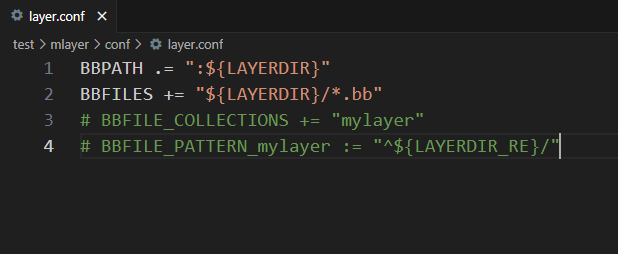 layer.conf ×
test > mlayer > conf > layer.conf
1 BBPATH .= ":${LAYERDIR}"
2 BBFILES += "${LAYERDIR}/*.bb"
3 # BBFILE_COLLECTIONS += "mylayer"
4 # BBFILE_PATTERN_mylayer := "^${LAYERDIR_RE}/"